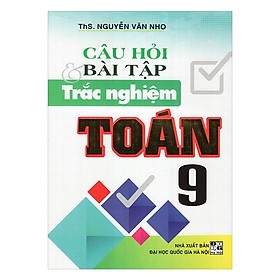 ThS. NGUYỄN VĂN NHO
CÂU HỎI
& BÀI TẬP
Trắc nghiệm
TOÁN
9
NHÀ XUẤT BẢN
ĐẠI HỌC QUỐC GIA HÀ NỘI